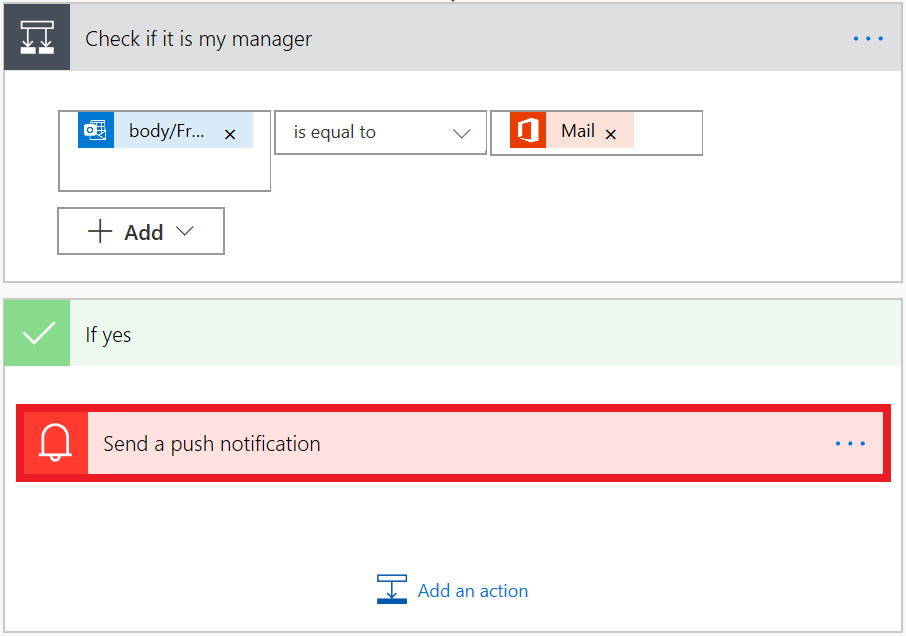 Check if it is my manager
body/Fr... × is equal to Mail ×
Add
If yes
Send a push notification
Add an action